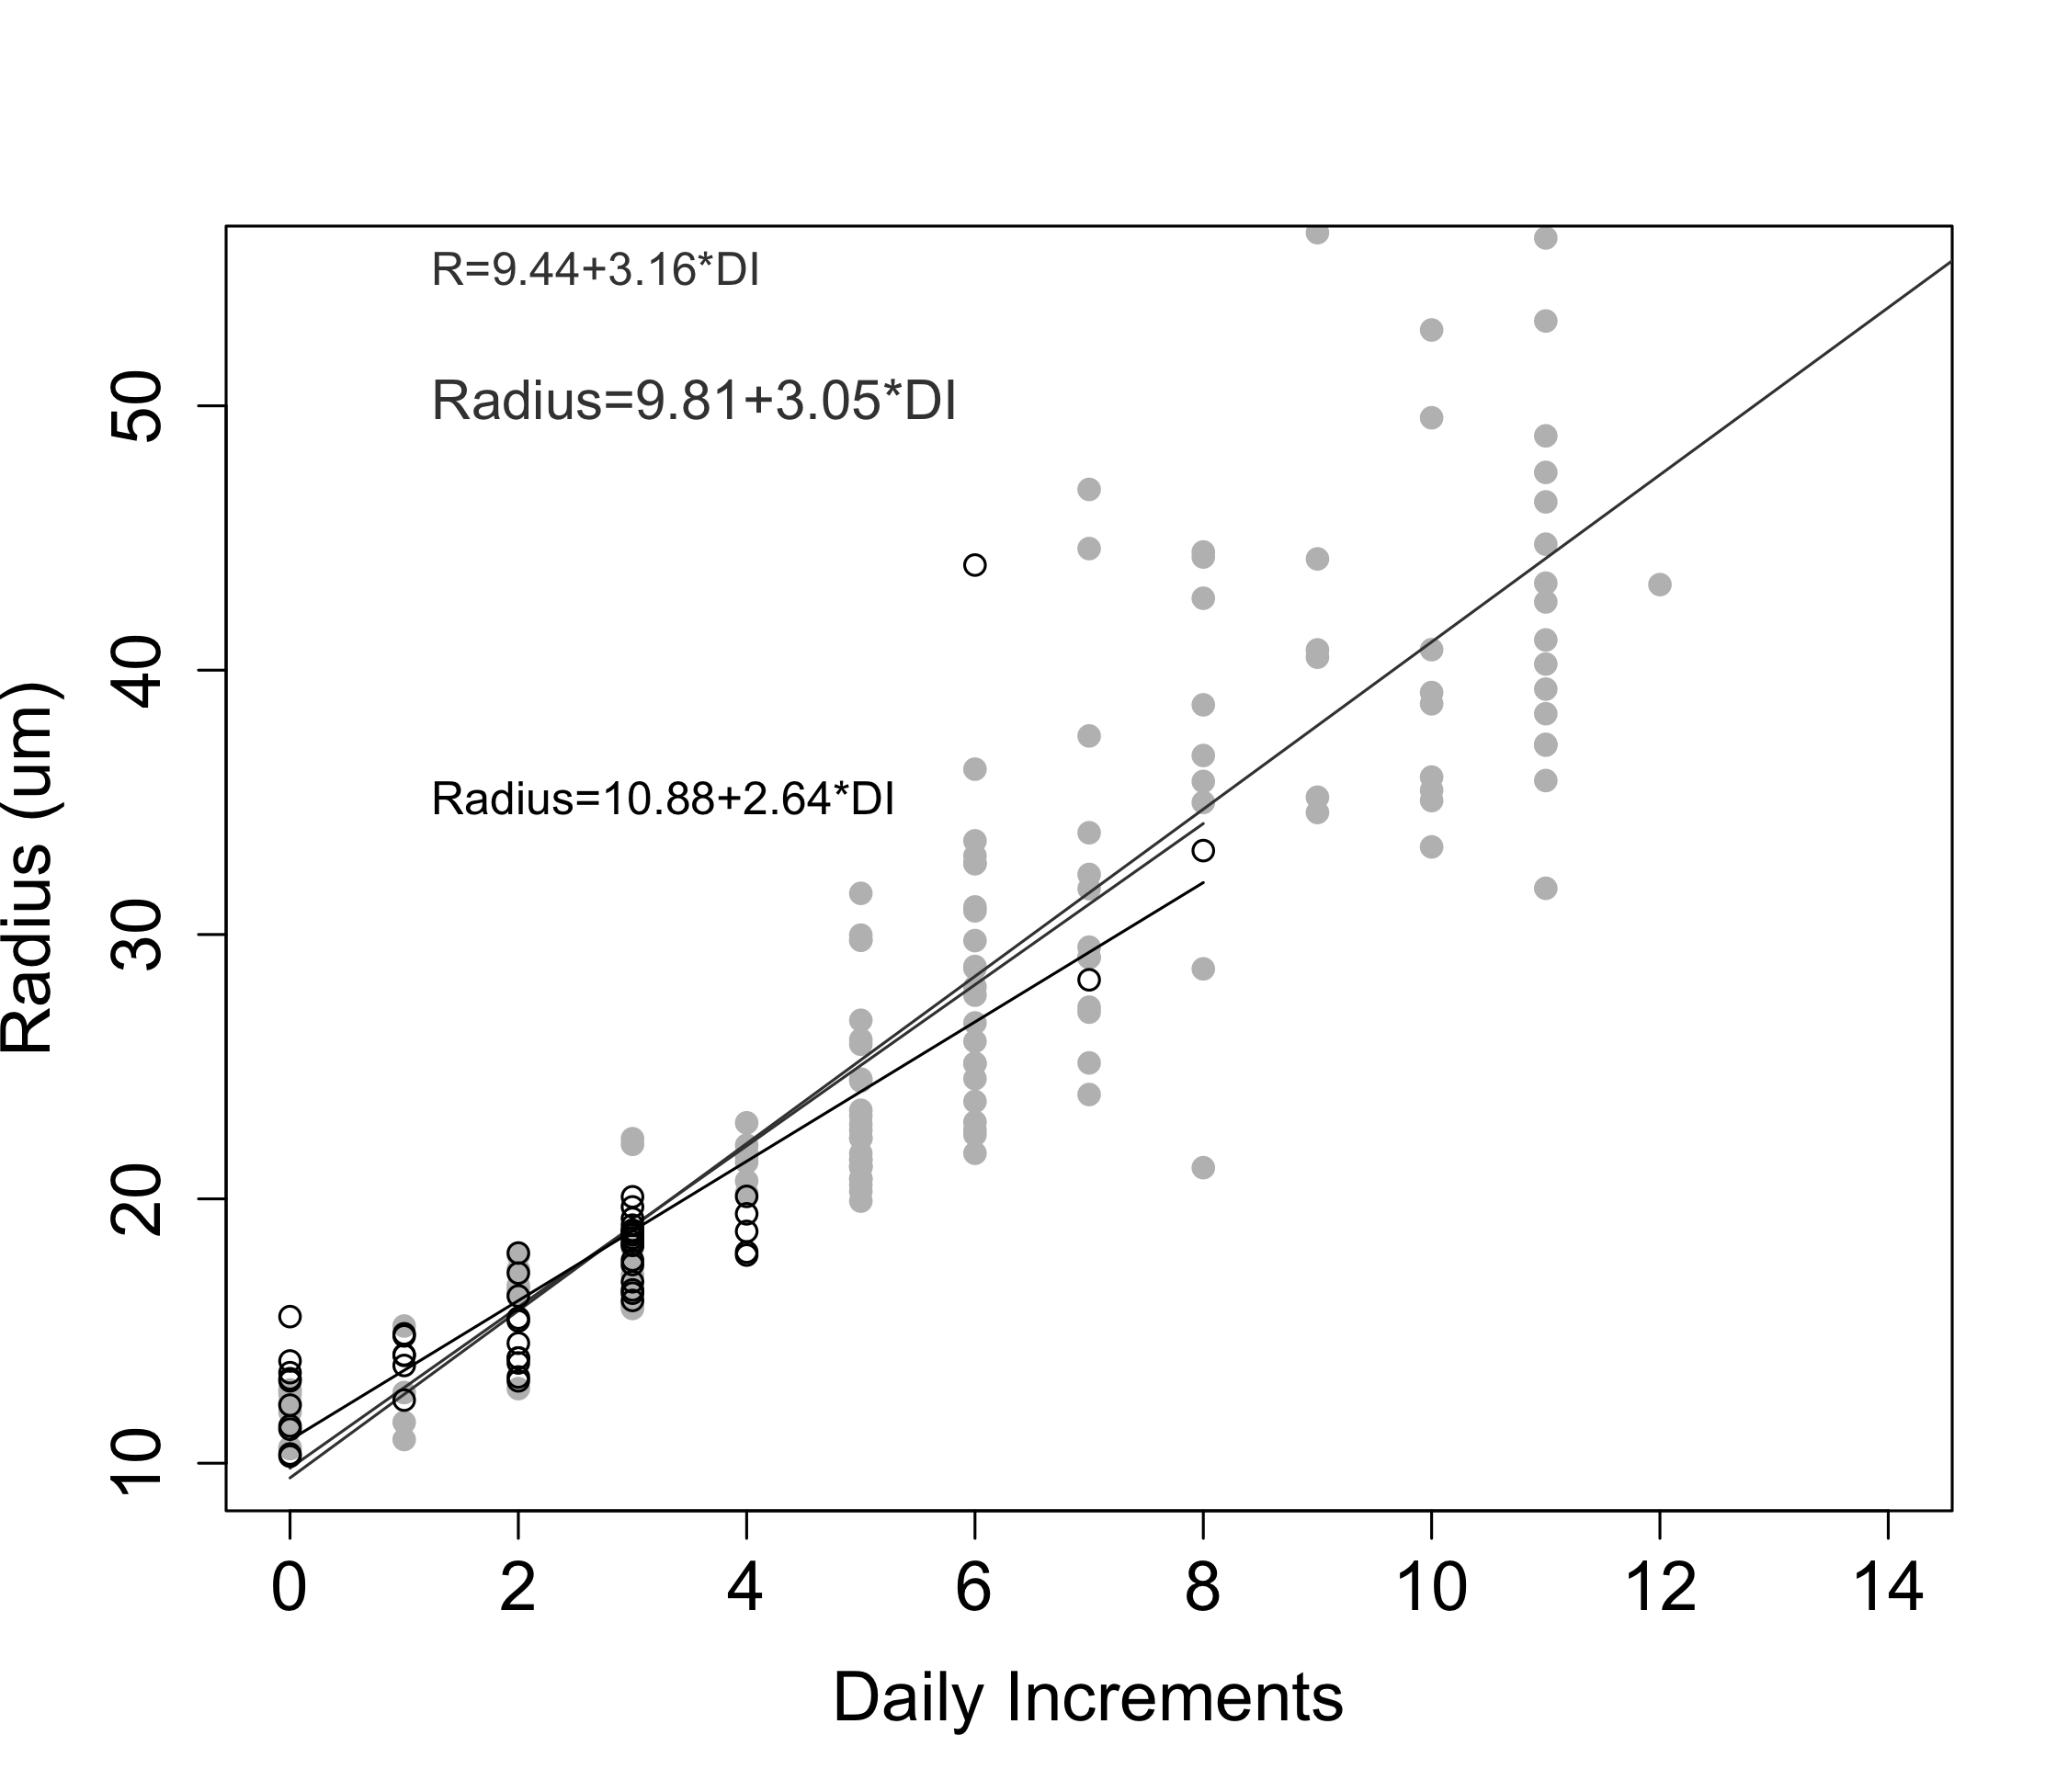 R=9.44+3.16*DI
Radius=9.81+3.05*DI
Radius=10.88+2.64*DI
Radius (um)
50
40
30
20
10
0 2 4 6 8 10 12 14
Daily Increments